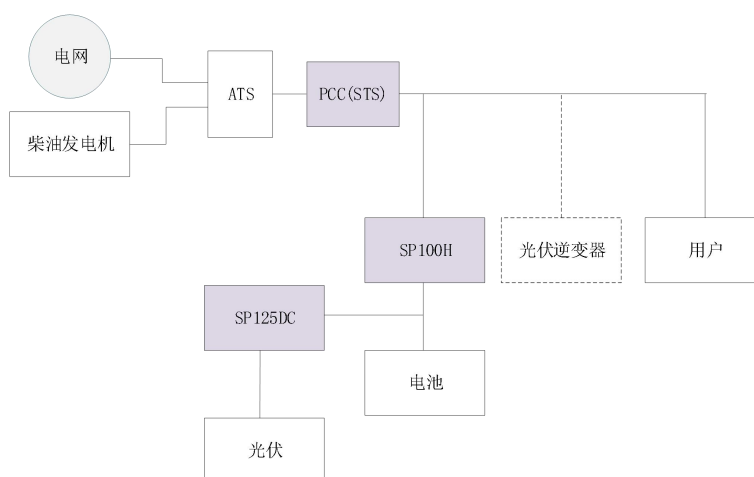 电网
ATS
PCC(STS)
柴油发电机
SP100H
光伏逆变器
用户
SP125DC
电池
光伏